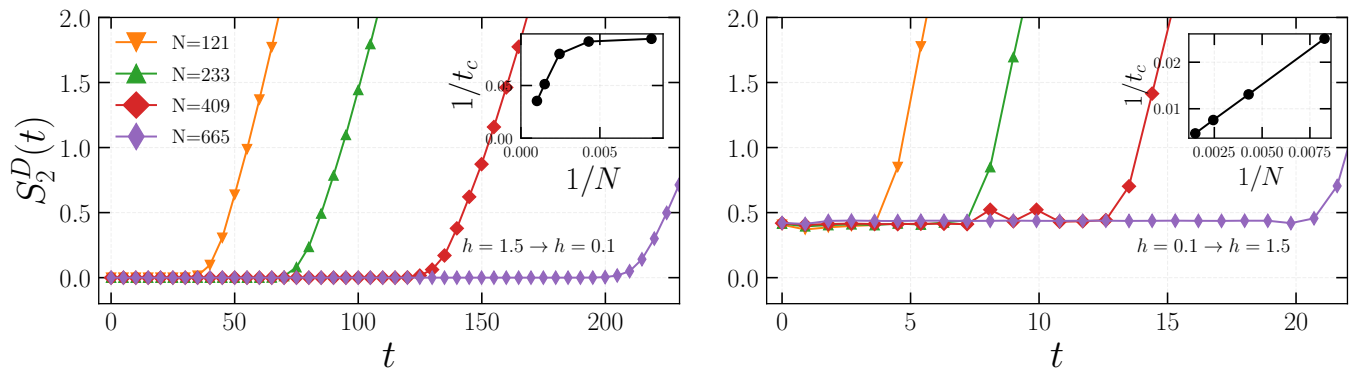 2.0
1.5
1.0
0.5
0.0
S_2^D(t)
N=121
N=233
N=409
N=665
1/t_c
0.05
0.00
0.000
0.005
1/N
h = 1.5 → h = 0.1
0
50
100
150
200
t
2.0
1.5
1.0
0.5
0.0
1/t_c
0.02
0.01
0.0025
0.0050
0.0075
1/N
h = 0.1 → h = 1.5
0
5
10
15
20
t